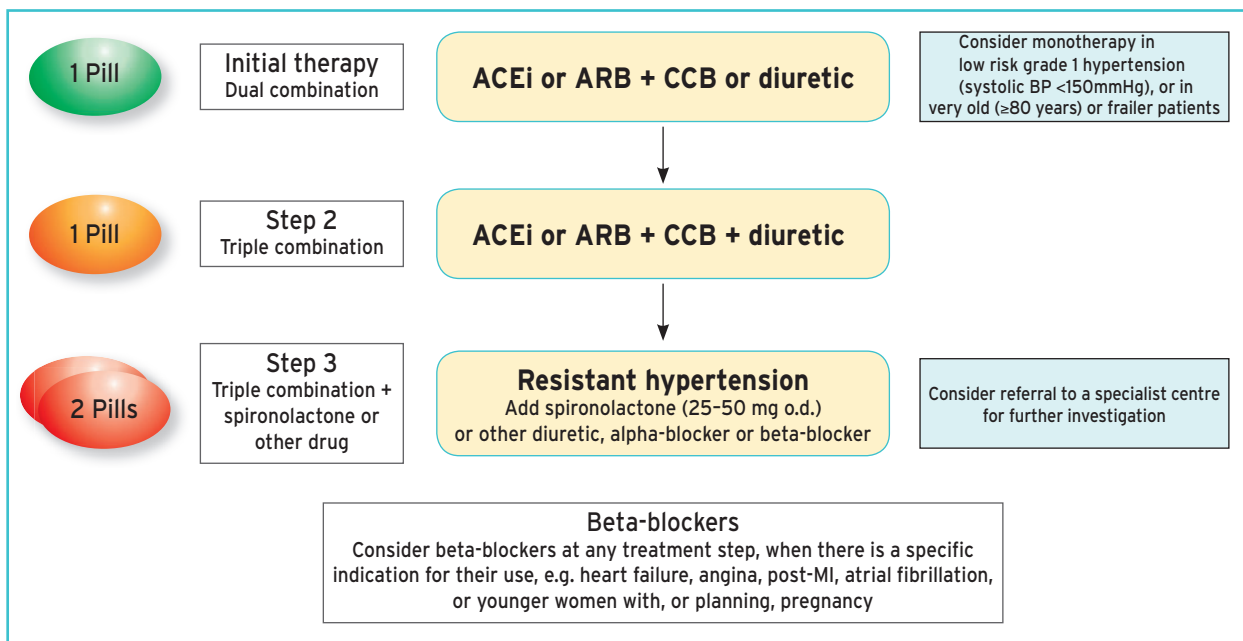 1 Pill
Initial therapy
Dual combination
ACEi or ARB + CCB or diuretic
Consider monotherapy in
low risk grade 1 hypertension
(systolic BP <150mmHg), or in
very old (≥80 years) or frailer patients
1 Pill
Step 2
Triple combination
ACEi or ARB + CCB + diuretic
2 Pills
Step 3
Triple combination +
spironolactone or
other drug
Resistant hypertension
Add spironolactone (25–50 mg o.d.)
or other diuretic, alpha-blocker or beta-blocker
Consider referral to a specialist centre
for further investigation
Beta-blockers
Consider beta-blockers at any treatment step, when there is a specific
indication for their use, e.g. heart failure, angina, post-MI, atrial fibrillation,
or younger women with, or planning, pregnancy